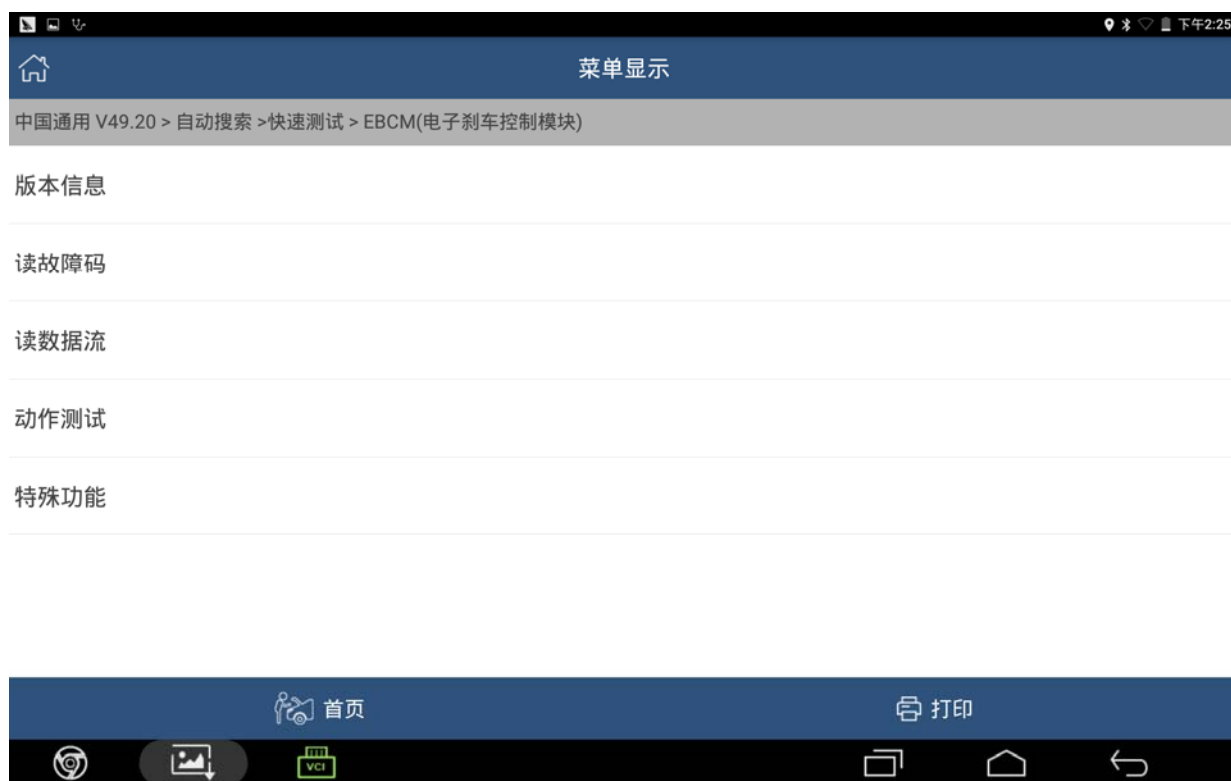 下午2:25
菜单显示
中国通用 V49.20 > 自动搜索 >快速测试 > EBCM(电子刹车控制模块)
版本信息
读故障码
读数据流
动作测试
特殊功能
首页
打印
VCI